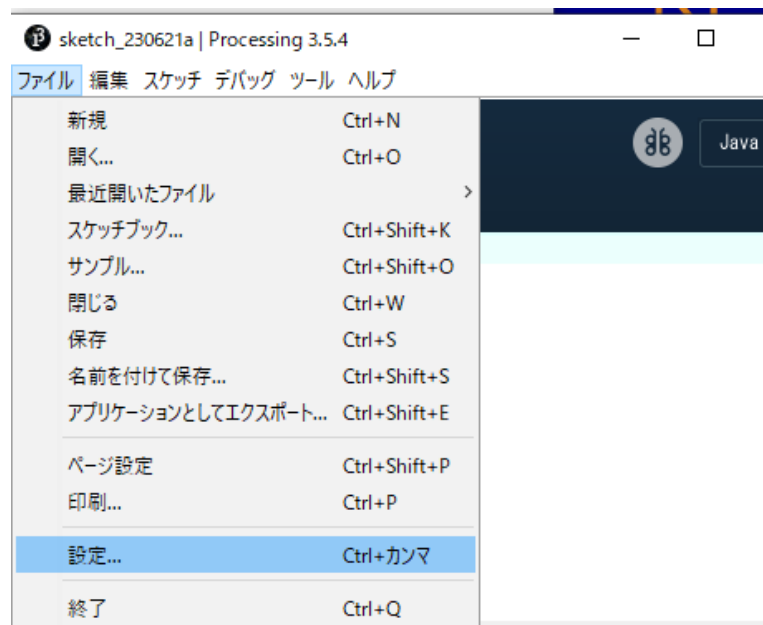 sketch_230621a | Processing 3.5.4
ファイル 編集 スケッチ デバッグ ツール ヘルプ
新規 Ctrl+N
開く... Ctrl+O
Java
最近開いたファイル >
スケッチブック... Ctrl+Shift+K
サンプル... Ctrl+Shift+O
閉じる Ctrl+W
保存 Ctrl+S
名前を付けて保存... Ctrl+Shift+S
アプリケーションとしてエクスポート... Ctrl+Shift+E
ページ設定 Ctrl+Shift+P
印刷... Ctrl+P
設定... Ctrl+カンマ
終了 Ctrl+Q